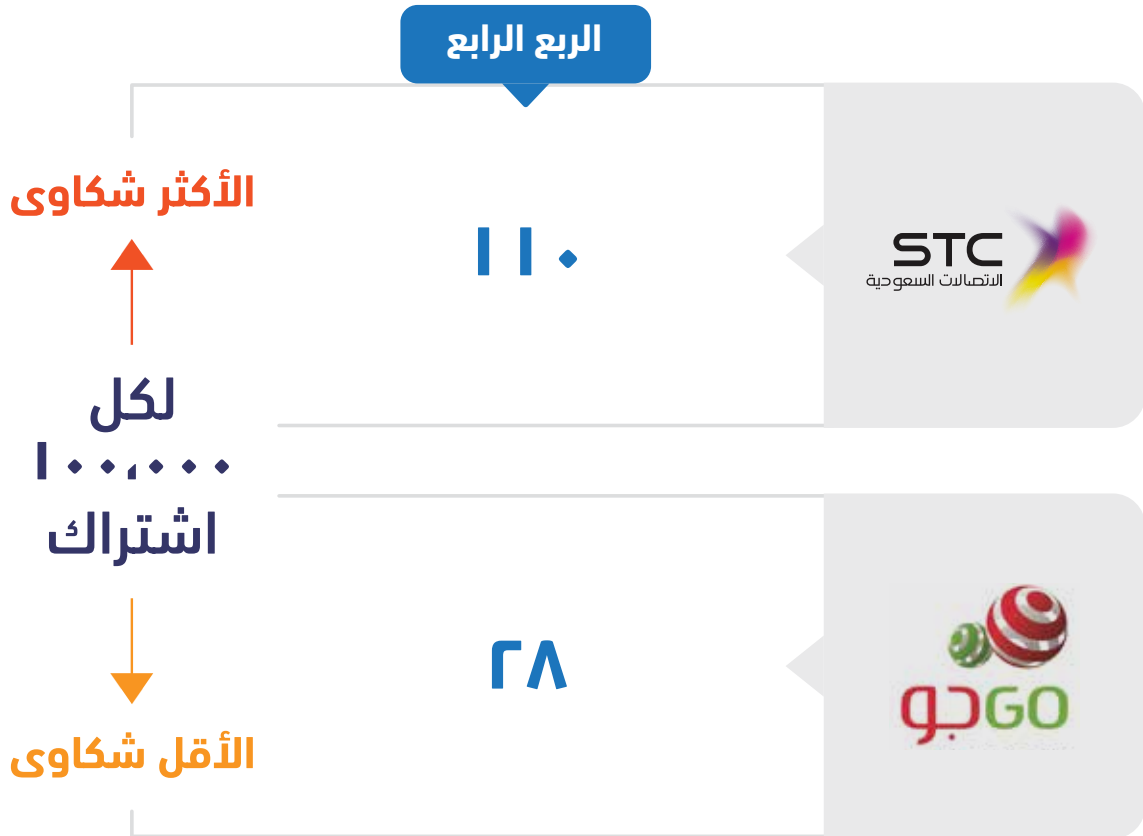 الربع الرابع
STC
الاتصالات السعودية
١١٠
الأكثر شكاوى
لكل
١٠٠,٠٠٠
اشتراك
الأقل شكاوى
جو GO
٢٨